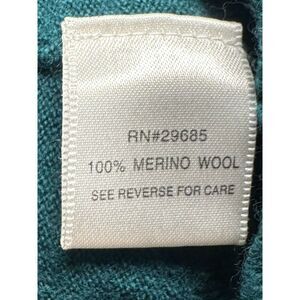 RN#29685
100% MERINO WOOL
SEE REVERSE FOR CARE